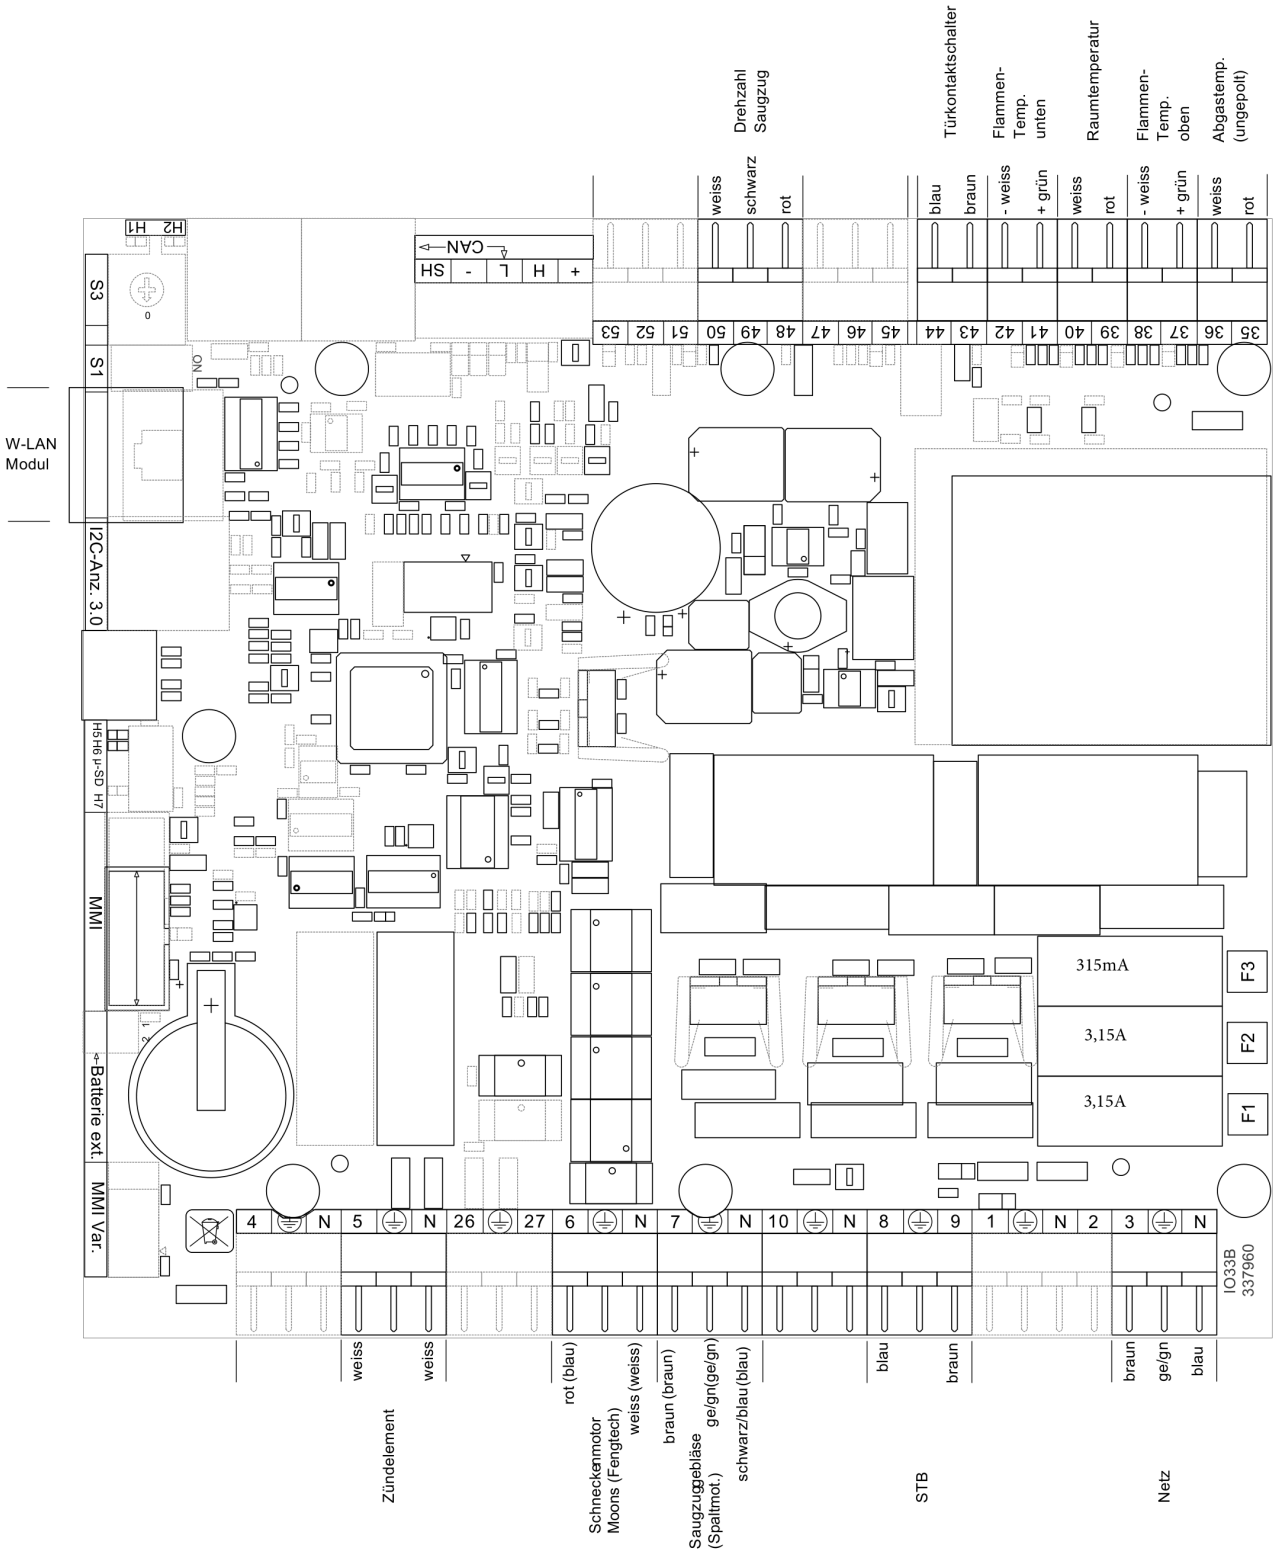 Drehzahl
Saugzug
Türkontaktschalter
Flammen-
Temp.
unten
Raumtemperatur
Flammen-
Temp.
oben
Abgastemp.
(ungepolt)
weiss
schwarz
rot
blau
braun
- weiss
+ grün
weiss
rot
- weiss
+ grün
weiss
rot
H1
H2
CAN
SH
-
L
H
+
S3
0
53
52
51
50
49
48
47
46
45
44
43
42
41
40
39
38
37
36
35
S1
ON
W-LAN
Modul
I2C-Anz. 3.0
H5 H6 µ-SD H7
MMI
2 1
Batterie ext.
MMI Var.
315mA
F3
3,15A
F2
3,15A
F1
4
N
5
N
26
27
6
N
7
N
10
N
8
9
1
N
2
3
N
IO33B
337960
weiss
weiss
rot (blau)
weiss (weiss)
braun (braun)
ge/gn(ge/gn)
schwarz/blau(blau)
blau
braun
braun
ge/gn
blau
Zündelement
Schneckenmotor
Moons (Fengtech)
Saugzuggebläse
(Spaltmot.)
STB
Netz